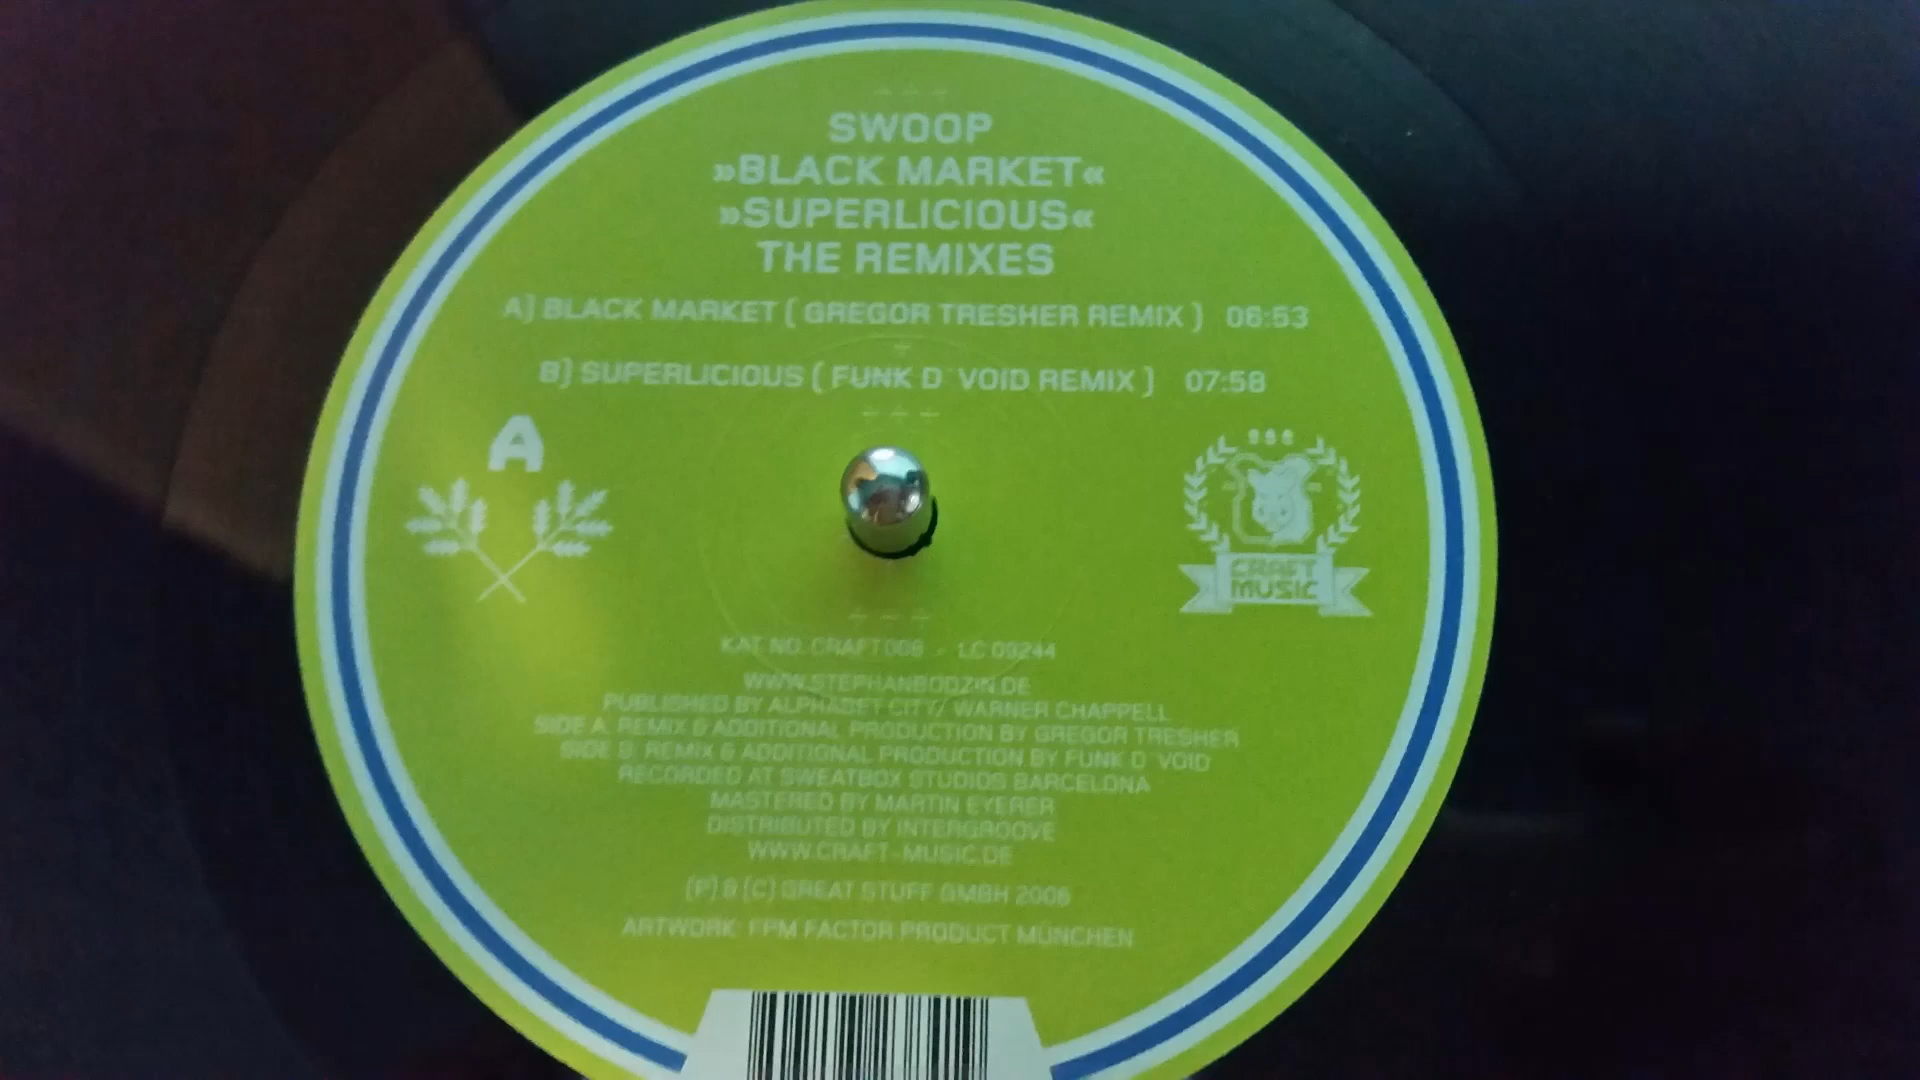 SWOOP
»BLACK MARKET«
»SUPERLICIOUS«
THE REMIXES
A) BLACK MARKET ( GREGOR TRESHER REMIX ) 06:53
B) SUPERLICIOUS ( FUNK D´VOID REMIX ) 07:58
A
CRAFT
MUSIC
KAT NO. CRAFT006 - LC 09244
WWW.STEPHANBODZIN.DE
PUBLISHED BY ALPHABET CITY/ WARNER CHAPPELL
SIDE A: REMIX & ADDITIONAL PRODUCTION BY GREGOR TRESHER
SIDE B: REMIX & ADDITIONAL PRODUCTION BY FUNK D´VOID
RECORDED AT SWEATBOX STUDIOS BARCELONA
MASTERED BY MARTIN EYERER
DISTRIBUTED BY INTERGROOVE
WWW.CRAFT-MUSIC.DE
(P) & (C) GREAT STUFF GMBH 2006
ARTWORK: FPM FACTOR PRODUCT MÜNCHEN